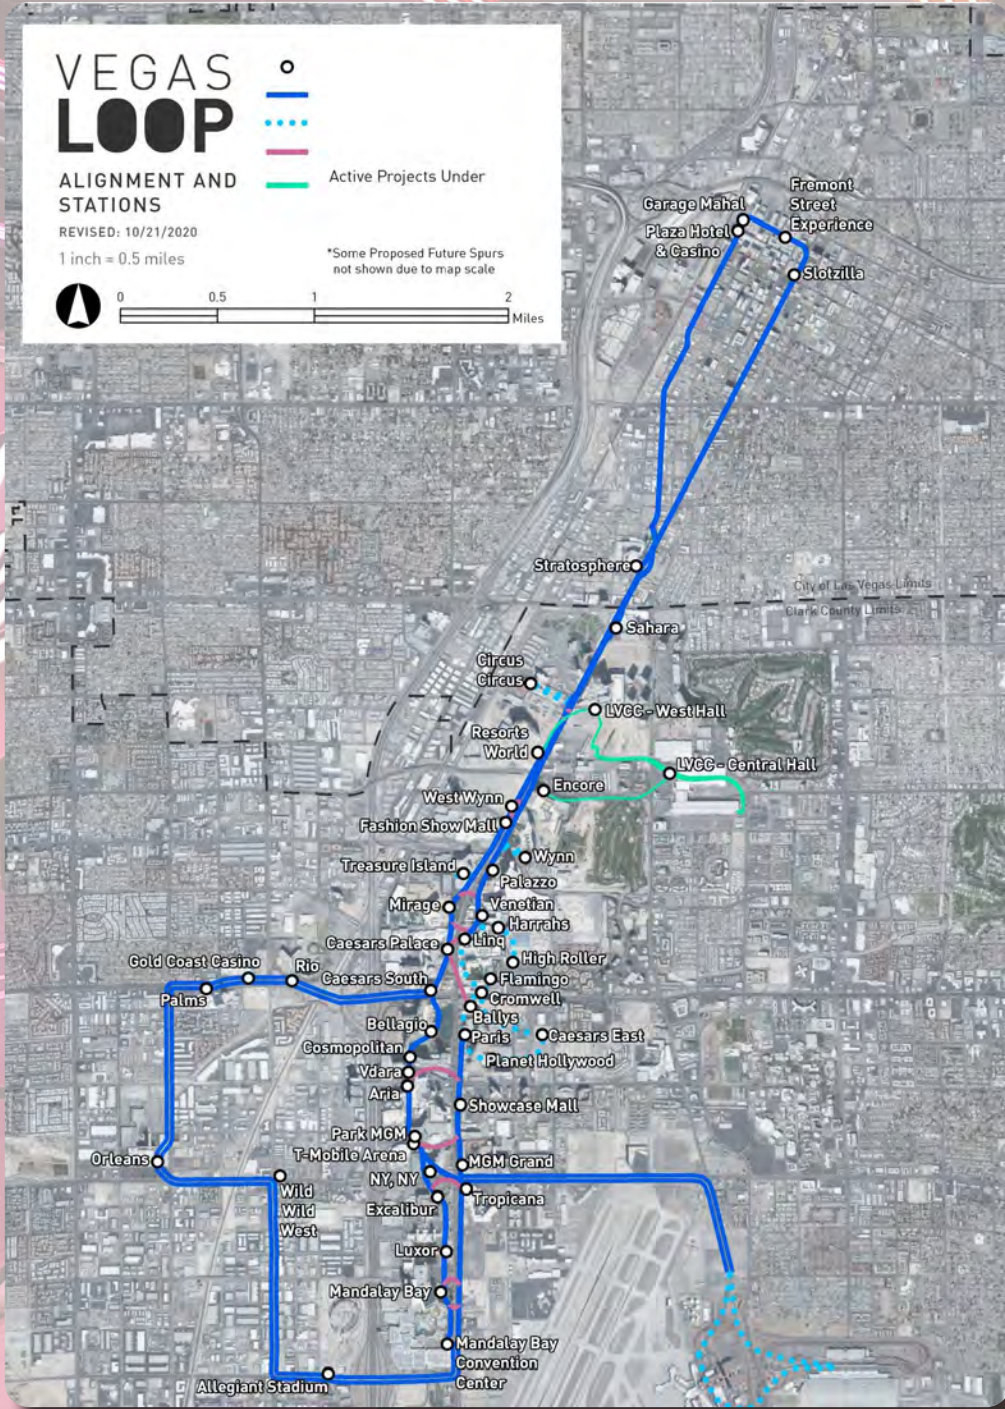 VEGAS
LOOP
ALIGNMENT AND
STATIONS
REVISED: 10/21/2020
1 inch = 0.5 miles
Active Projects Under
*Some Proposed Future Spurs
not shown due to map scale
0 0.5 1 2
Miles
Garage Mahal
Fremont
Street
Experience
Plaza Hotel
& Casino
Slotzilla
Stratosphere
City of Las Vegas Limits
Clark County Limits
Sahara
Circus
Circus
LVCC - West Hall
Resorts
World
LVCC - Central Hall
Encore
West Wynn
Fashion Show Mall
Wynn
Treasure Island
Palazzo
Mirage
Venetian
Harrahs
Caesars Palace
Linq
High Roller
Gold Coast Casino
Rio
Caesars South
Flamingo
Palms
Cromwell
Ballys
Bellagio
Paris
Caesars East
Cosmopolitan
Planet Hollywood
Vdara
Aria
Showcase Mall
Park MGM
T-Mobile Arena
Orleans
MGM Grand
NY, NY
Wild
Wild
West
Tropicana
Excalibur
Luxor
Mandalay Bay
Mandalay Bay
Convention
Center
Allegiant Stadium